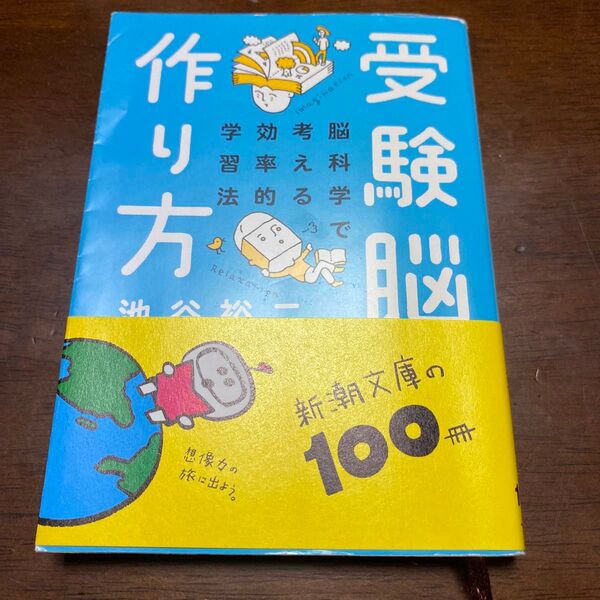 受験脳
作り方
脳科学で
考える
効率的
学習法
imagination
Relaxation
池谷裕二
新潮文庫の
100冊
想像力の
旅に出よう。